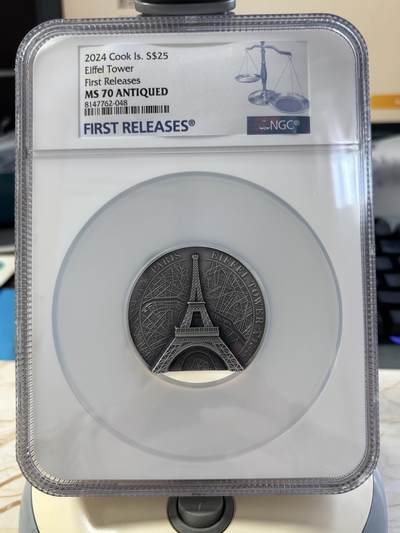 2024 Cook Is. S$25
Eiffel Tower
First Releases
MS 70 ANTIQUED
8147762-048
FIRST RELEASES®
NGC®
PARIS EIFFEL TOWER